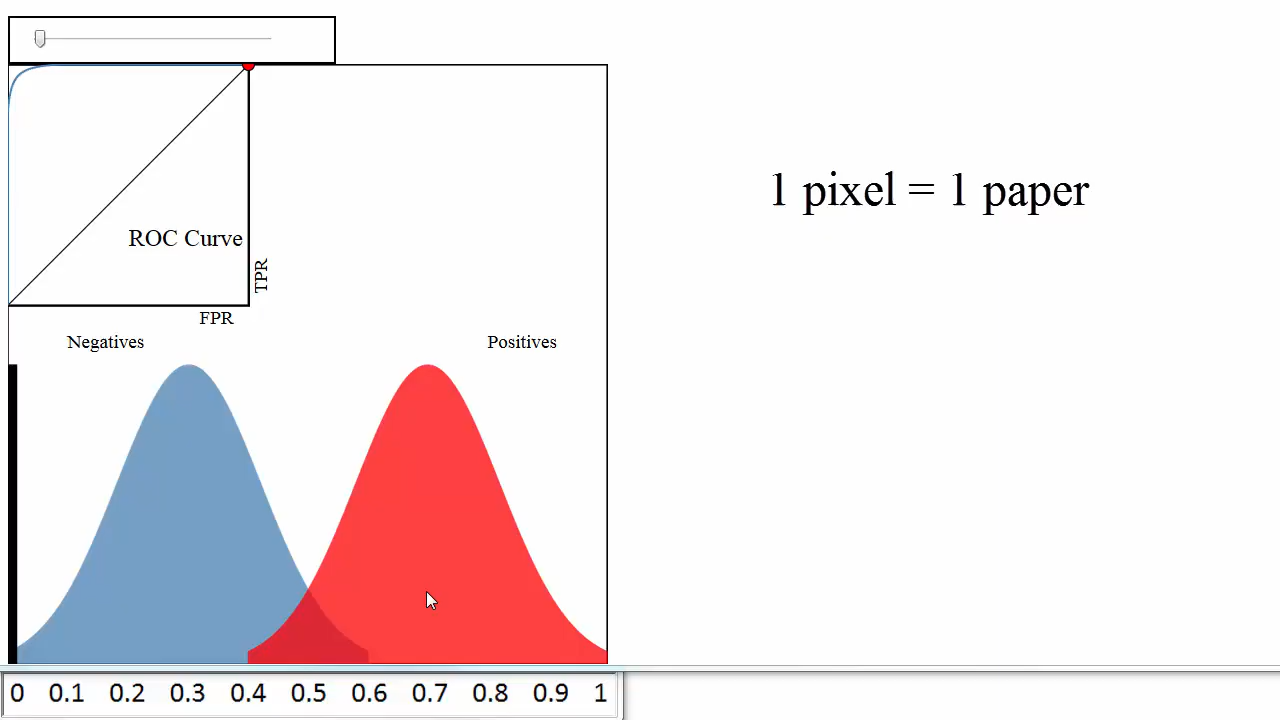 1 pixel = 1 paper
ROC Curve
TPR
FPR
Negatives
Positives
0 0.1 0.2 0.3 0.4 0.5 0.6 0.7 0.8 0.9 1